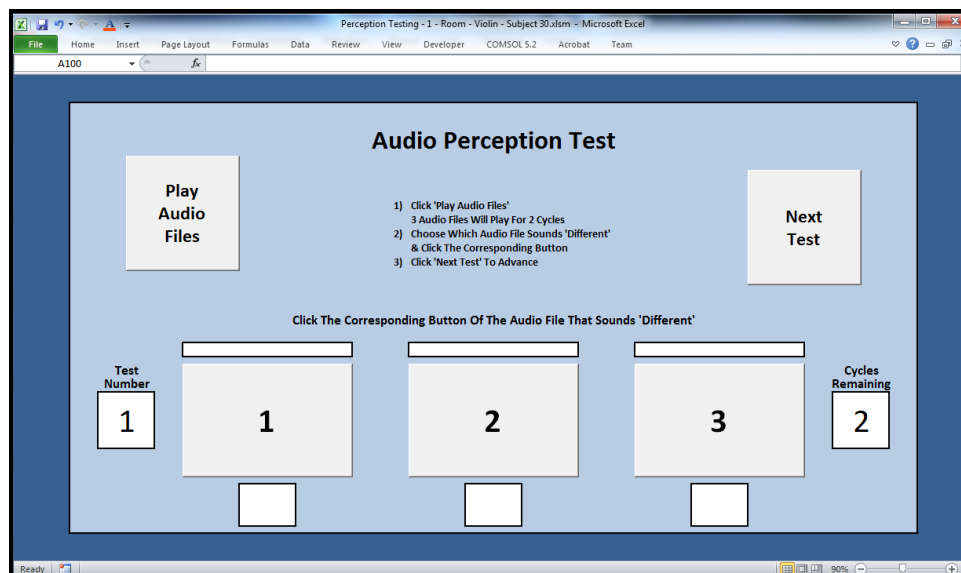 Perception Testing - 1 - Room - Violin - Subject 30.xlsm - Microsoft Excel
File Home Insert Page Layout Formulas Data Review View Developer COMSOL 5.2 Acrobat Team
A100 fx
Audio Perception Test
Play
Audio
Files
1) Click 'Play Audio Files'
3 Audio Files Will Play For 2 Cycles
2) Choose Which Audio File Sounds 'Different'
& Click The Corresponding Button
3) Click 'Next Test' To Advance
Next
Test
Click The Corresponding Button Of The Audio File That Sounds 'Different'
Test
Number
1
1
2
3
Cycles
Remaining
2
Ready 90%